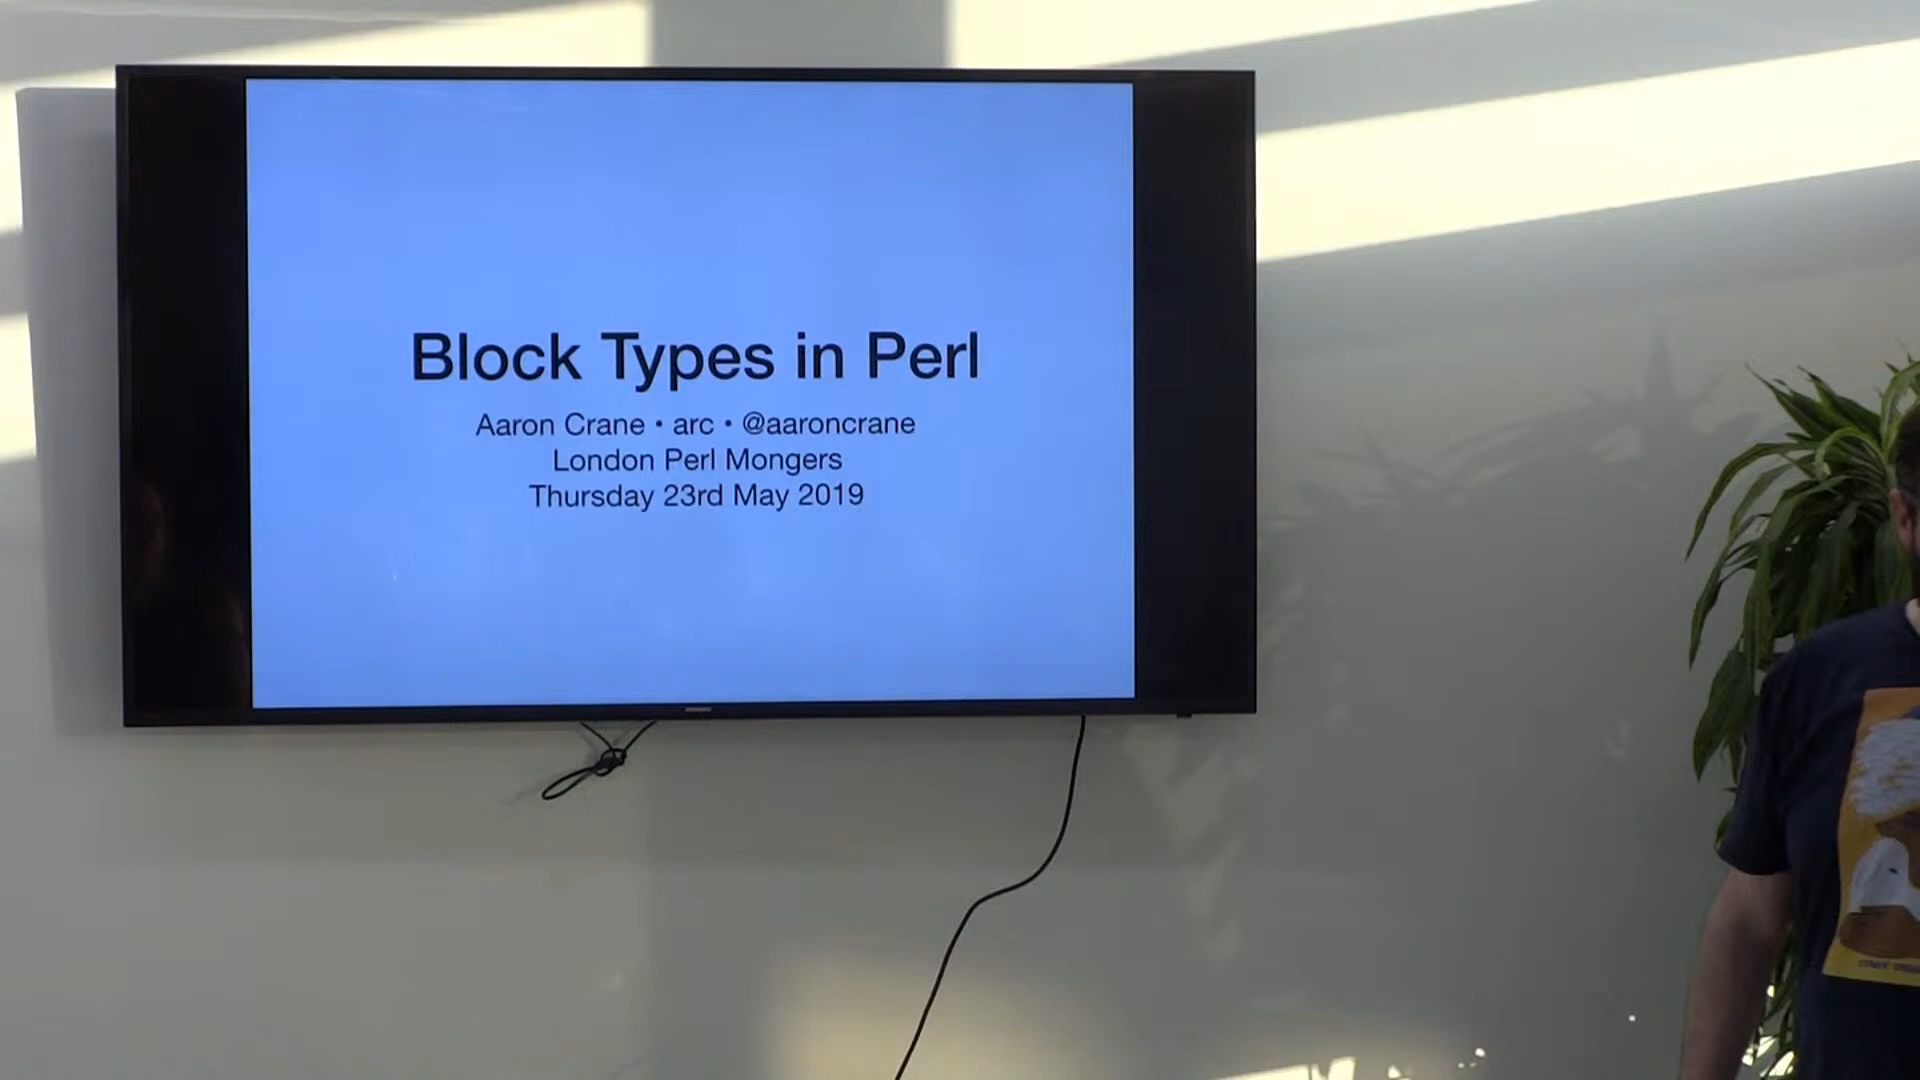 Block Types in Perl
Aaron Crane • arc • @aaroncrane
London Perl Mongers
Thursday 23rd May 2019